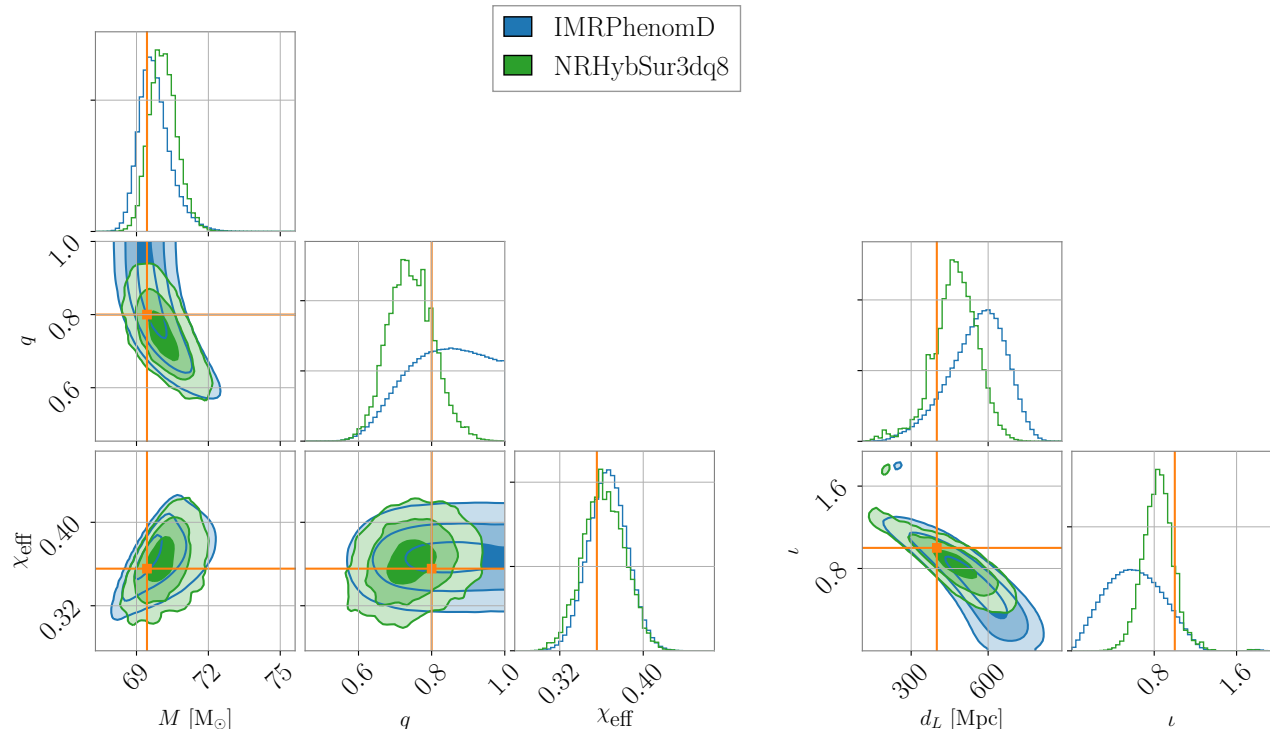 IMRPhenomD
NRHybSur3dq8
1.0
0.8
0.6
q
0.40
0.32
χeff
1.6
0.8
ι
69 72 75
0.6 0.8 1.0
0.32 0.40
300 600
0.8 1.6
M [M⊙]
q
χeff
dL [Mpc]
ι